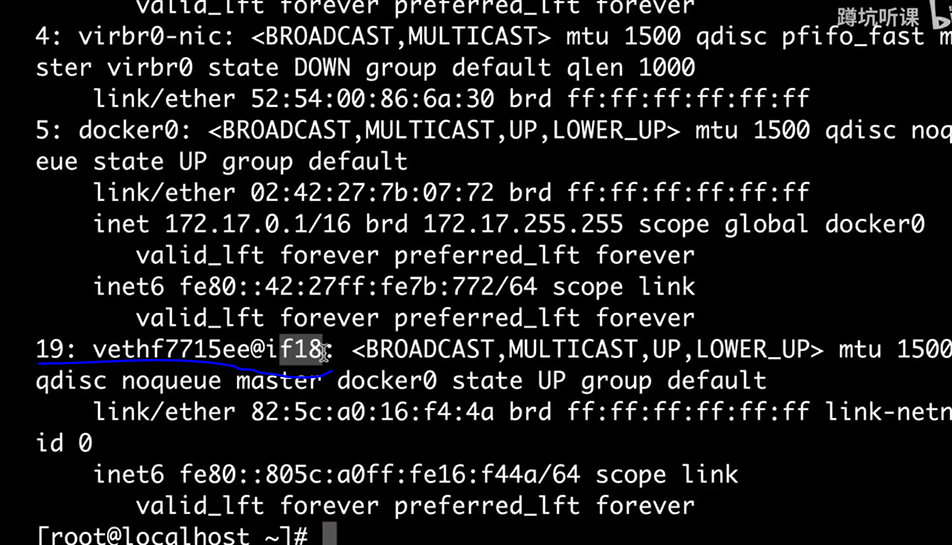 valid_lft forever preferred_lft forever
蹲坑听课
4: virbr0-nic: <BROADCAST,MULTICAST> mtu 1500 qdisc pfifo_fast m
ster virbr0 state DOWN group default qlen 1000
link/ether 52:54:00:86:6a:30 brd ff:ff:ff:ff:ff:ff
5: docker0: <BROADCAST,MULTICAST,UP,LOWER_UP> mtu 1500 qdisc noq
eue state UP group default
link/ether 02:42:27:7b:07:72 brd ff:ff:ff:ff:ff:ff
inet 172.17.0.1/16 brd 172.17.255.255 scope global docker0
valid_lft forever preferred_lft forever
inet6 fe80::42:27ff:fe7b:772/64 scope link
valid_lft forever preferred_lft forever
19: vethf7715ee@if18: <BROADCAST,MULTICAST,UP,LOWER_UP> mtu 1500
qdisc noqueue master docker0 state UP group default
link/ether 82:5c:a0:16:f4:4a brd ff:ff:ff:ff:ff:ff link-netn
id 0
inet6 fe80::805c:a0ff:fe16:f44a/64 scope link
valid_lft forever preferred_lft forever
[root@localhost ~]#